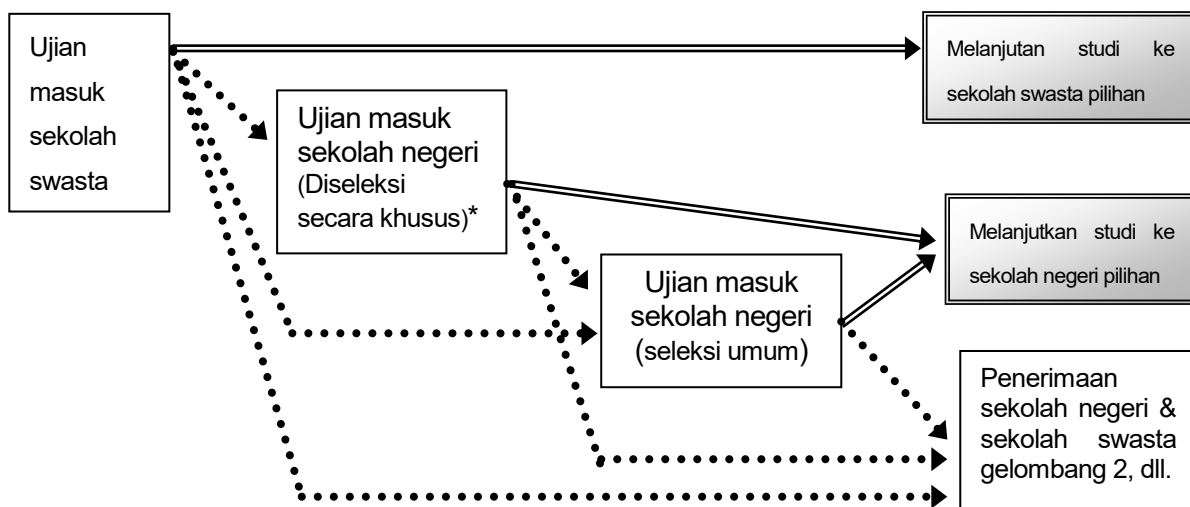 Ujian
masuk
sekolah
swasta
Melanjutan studi ke
sekolah swasta pilihan
Ujian masuk
sekolah negeri
(Diseleksi
secara khusus)*
Melanjutkan studi ke
sekolah negeri pilihan
Ujian masuk
sekolah negeri
(seleksi umum)
Penerimaan
sekolah negeri &
sekolah swasta
gelombang 2, dll.